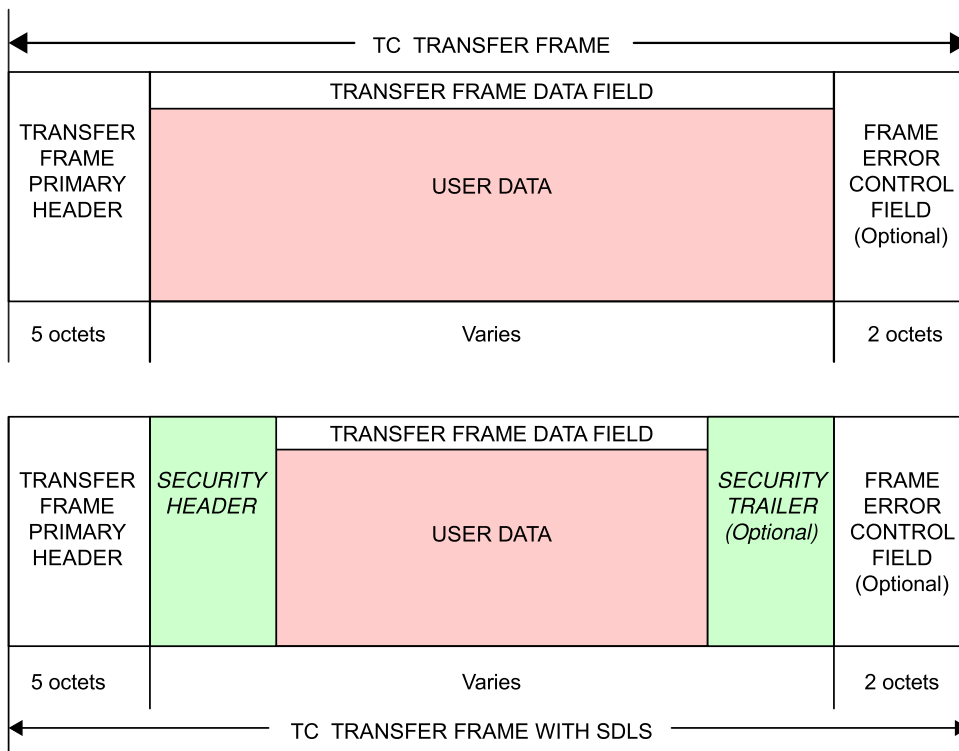 TC TRANSFER FRAME
TRANSFER FRAME DATA FIELD
TRANSFER
FRAME
PRIMARY
HEADER
USER DATA
FRAME
ERROR
CONTROL
FIELD
(Optional)
5 octets
Varies
2 octets
TRANSFER FRAME DATA FIELD
TRANSFER
FRAME
PRIMARY
HEADER
SECURITY
HEADER
USER DATA
SECURITY
TRAILER
(Optional)
FRAME
ERROR
CONTROL
FIELD
(Optional)
5 octets
Varies
2 octets
TC TRANSFER FRAME WITH SDLS